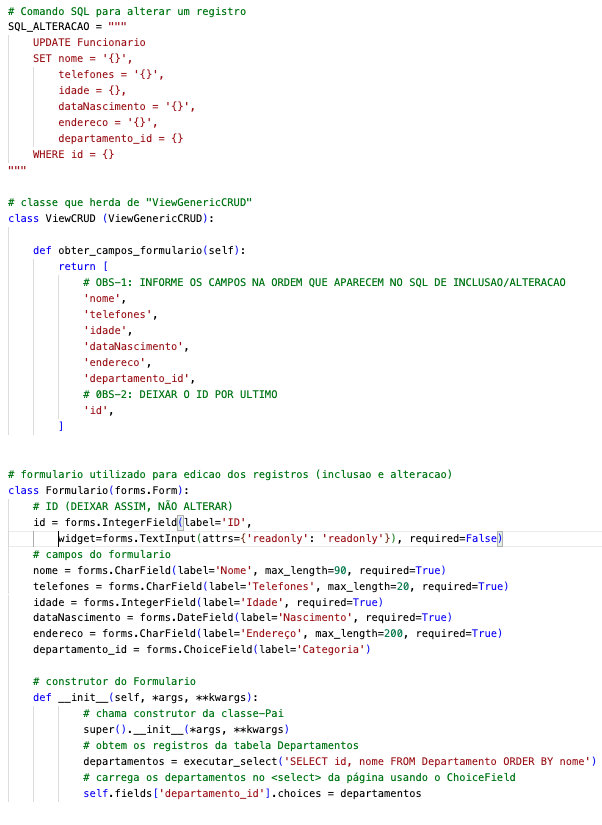 # Comando SQL para alterar um registro
SQL_ALTERACAO = """
    UPDATE Funcionario
    SET nome = '{}',
        telefones = '{}',
        idade = {},
        dataNascimento = '{}',
        endereco = '{}',
        departamento_id = {}
    WHERE id = {}
"""

# classe que herda de "ViewGenericCRUD"
class ViewCRUD (ViewGenericCRUD):

    def obter_campos_formulario(self):
        return [
            # OBS-1: INFORME OS CAMPOS NA ORDEM QUE APARECEM NO SQL DE INCLUSAO/ALTERACAO
            'nome',
            'telefones',
            'idade',
            'dataNascimento',
            'endereco',
            'departamento_id',
            # 0BS-2: DEIXAR O ID POR ULTIMO
            'id',
        ]


# formulario utilizado para edicao dos registros (inclusao e alteracao)
class Formulario(forms.Form):
    # ID (DEIXAR ASSIM, NÃO ALTERAR)
    id = forms.IntegerField(label='ID',
        widget=forms.TextInput(attrs={'readonly': 'readonly'}), required=False)
    # campos do formulario
    nome = forms.CharField(label='Nome', max_length=90, required=True)
    telefones = forms.CharField(label='Telefones', max_length=20, required=True)
    idade = forms.IntegerField(label='Idade', required=True)
    dataNascimento = forms.DateField(label='Nascimento', required=True)
    endereco = forms.CharField(label='Endereço', max_length=200, required=True)
    departamento_id = forms.ChoiceField(label='Categoria')

    # construtor do Formulario
    def __init__(self, *args, **kwargs):
            # chama construtor da classe-Pai
            super().__init__(*args, **kwargs)
            # obtem os registros da tabela Departamentos
            departamentos = executar_select('SELECT id, nome FROM Departamento ORDER BY nome')
            # carrega os departamentos no <select> da página usando o ChoiceField
            self.fields['departamento_id'].choices = departamentos